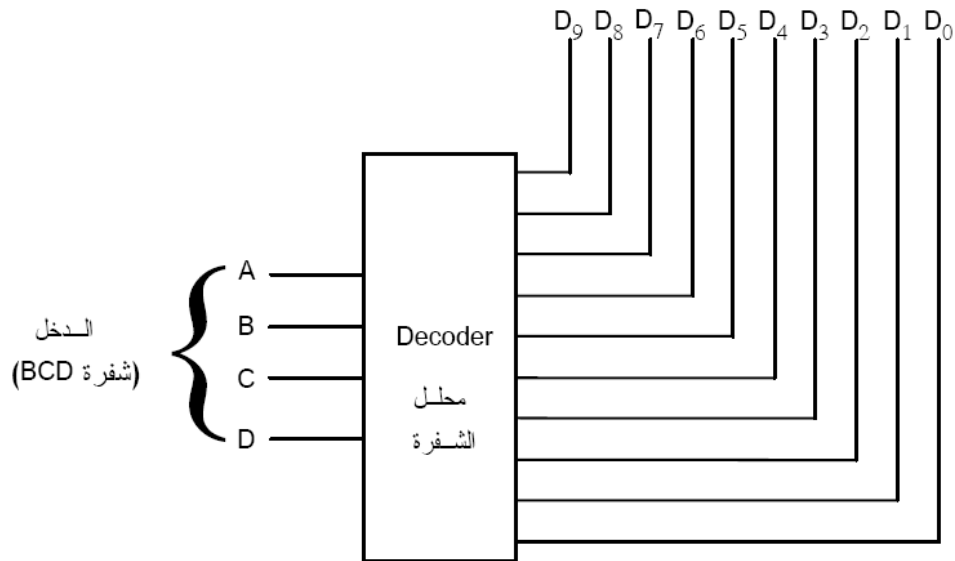 D₉ D₈ D₇ D₆ D₅ D₄ D₃ D₂ D₁ D₀
A
B
C
D
الـدخل
(شفرة BCD)
Decoder
محلـل
الشـفرة